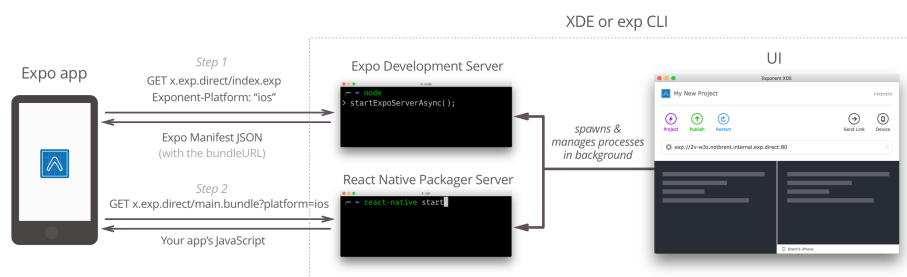 XDE or exp CLI
Expo app
Step 1
GET x.exp.direct/index.exp
Exponent-Platform: “ios”
Expo Manifest JSON
(with the bundleURL)
Step 2
GET x.exp.direct/main.bundle?platform=ios
Your app's JavaScript
Expo Development Server
node
> startExpoServerAsync();
React Native Packager Server
react-native start
spawns &
manages processes
in background
UI
Exponent XDE
My New Project
notbrent
Project
Publish
Restart
Send Link
Device
exp://2v-w3z.notbrent.internal.exp.direct:80
Brent's iPhone